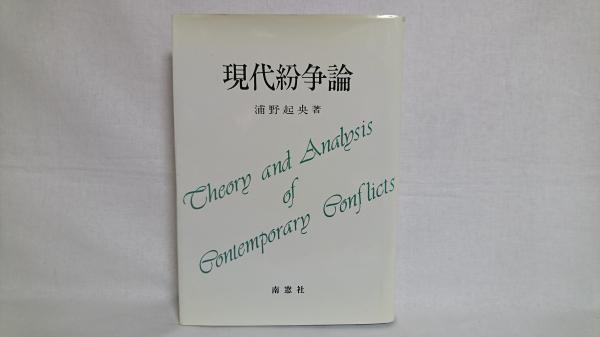 現代紛争論
浦野起央著
Theory and Analysis
of
Contemporary Conflicts
南窓社